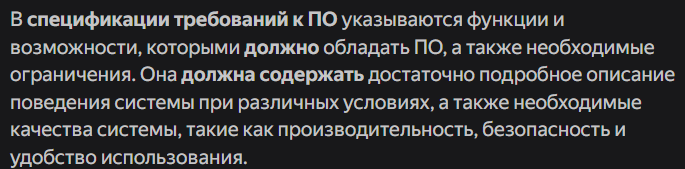 В спецификации требований к ПО указываются функции и
возможности, которыми должно обладать ПО, а также необходимые
ограничения. Она должна содержать достаточно подробное описание
поведения системы при различных условиях, а также необходимые
качества системы, такие как производительность, безопасность и
удобство использования.